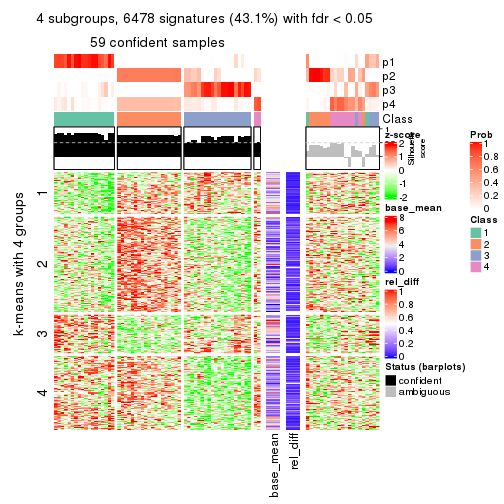 4 subgroups, 6478 signatures (43.1%) with fdr < 0.05
59 confident samples
p1
p2
p3
p4
Class
1
Silhouette score
k-means with 4 groups
1
2
3
4
base_mean
rel_diff
z-score
2
1
0
-1
-2
base_mean
8
6
4
2
0
rel_diff
1
0.8
0.6
0.4
0.2
0
Status (barplots)
confident
ambiguous
Prob
1
0.8
0.6
0.4
0.2
0
Class
1
2
3
4